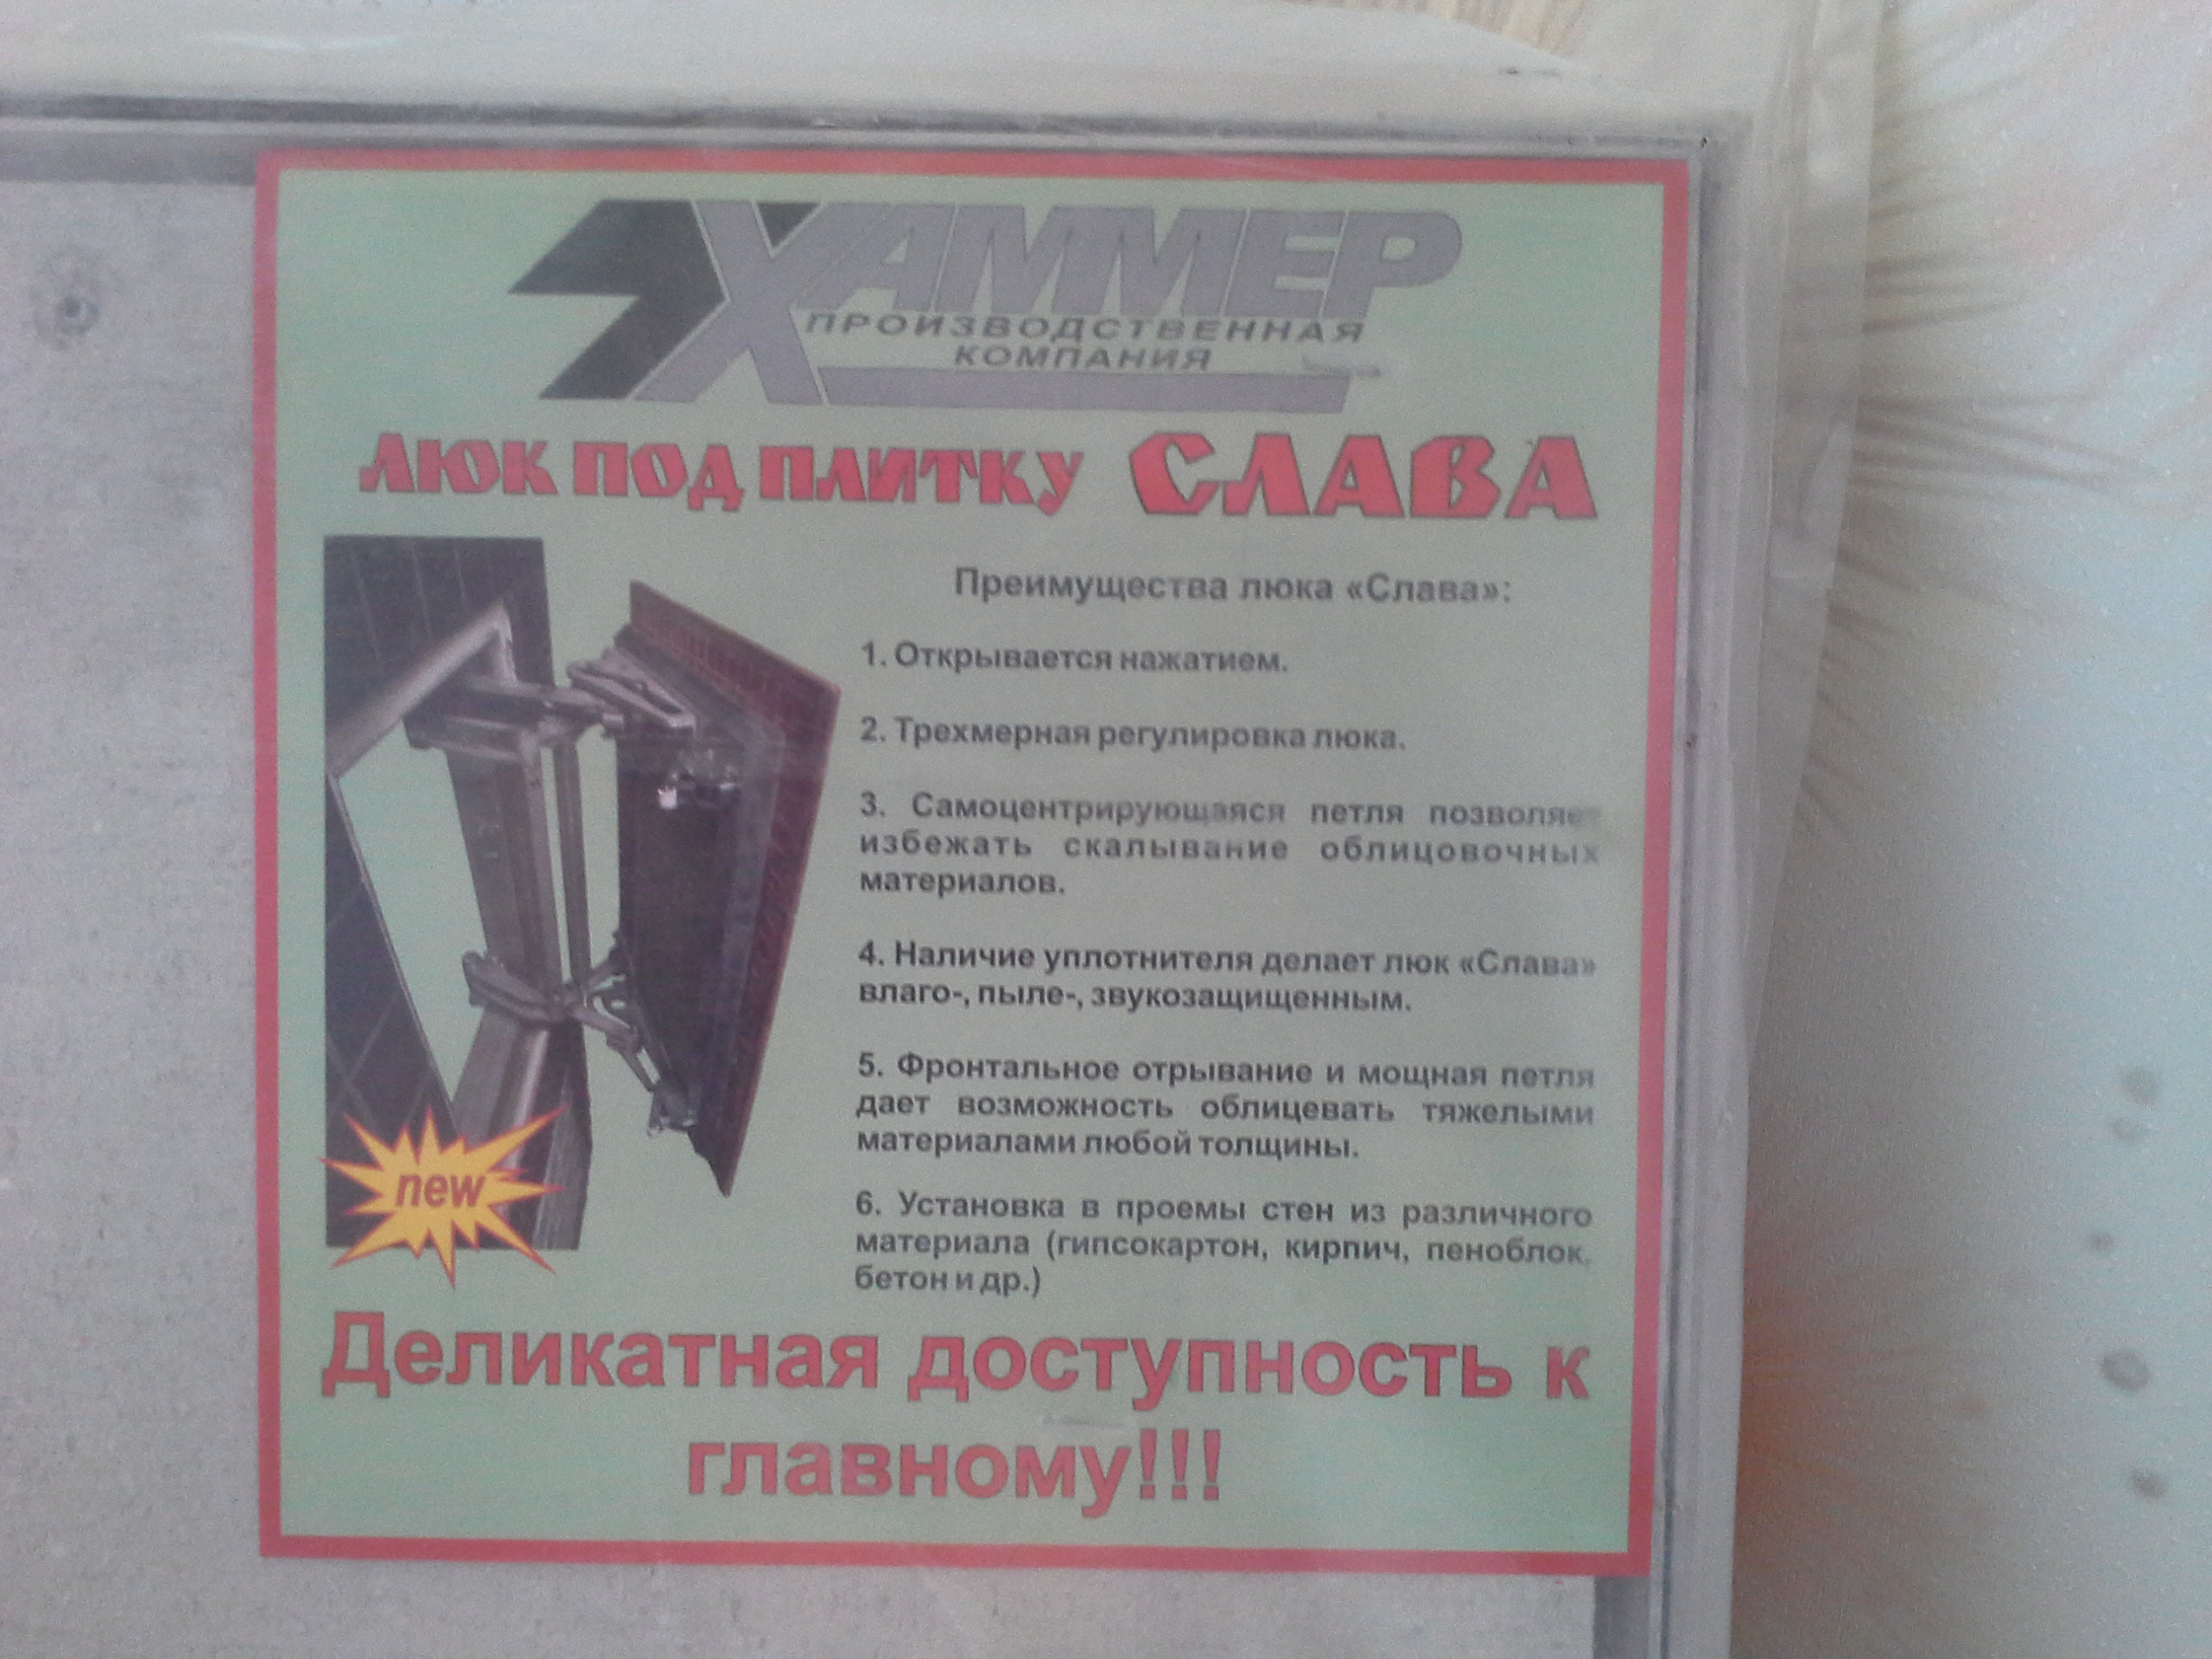 ХАММЕР
ПРОИЗВОДСТВЕННАЯ
КОМПАНИЯ
ЛЮК ПОД ПЛИТКУ СЛАВА
Преимущества люка «Слава»:
1. Открывается нажатием.
2. Трехмерная регулировка люка.
3. Самоцентрирующаяся петля позволяет
избежать скалывание облицовочных
материалов.
4. Наличие уплотнителя делает люк «Слава»
влаго-, пыле-, звукозащищенным.
5. Фронтальное отрывание и мощная петля
дает возможность облицевать тяжелыми
материалами любой толщины.
6. Установка в проемы стен из различного
материала (гипсокартон, кирпич, пеноблок,
бетон и др.)
new
Деликатная доступность к
главному!!!